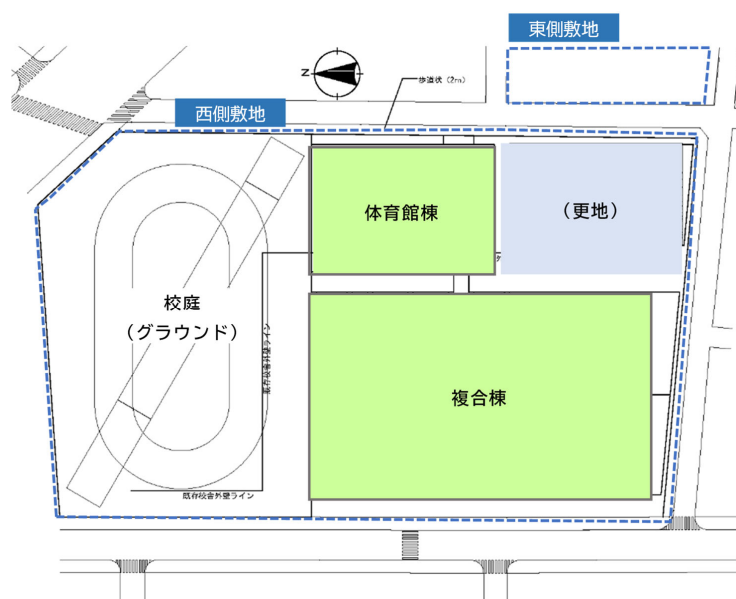 東側敷地
N
歩道状（2m）
西側敷地
体育館棟
（更地）
校庭
（グラウンド）
既存校舎外壁ライン
複合棟
既存校舎外壁ライン